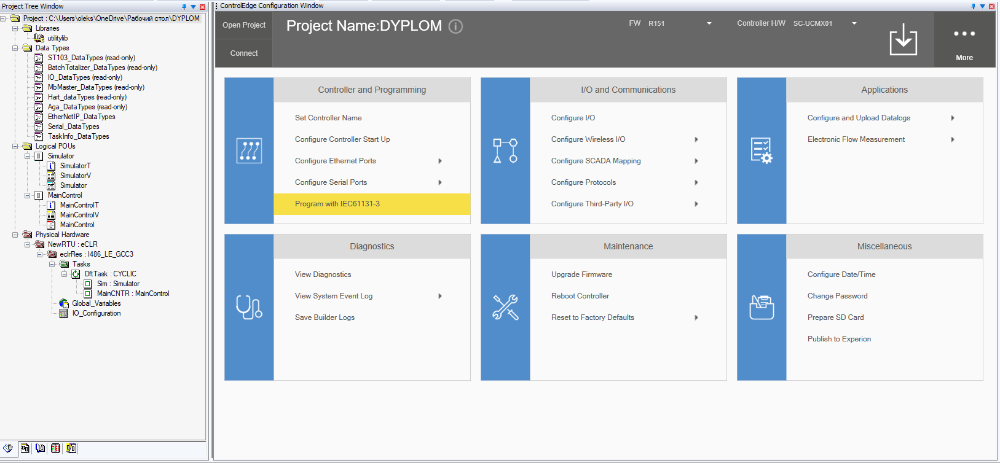 Project Tree Window
Project : C:\Users\oleks\OneDrive\Рабочий стол\DYPLOM
Libraries
utilitylib
Data Types
ST103_DataTypes (read-only)
BatchTotalizer_DataTypes (read-only)
IO_DataTypes (read-only)
MbMaster_DataTypes (read-only)
Hart_dataTypes (read-only)
Aga_DataTypes (read-only)
EtherNetIP_DataTypes
Serial_DataTypes
TaskInfo_DataTypes
Logical POUs
Simulator
SimulatorT
SimulatorV
Simulator
MainControl
MainControlT
MainControlV
MainControl
Physical Hardware
NewRTU : eCLR
eclrRes : I486_LE_GCC3
Tasks
DftTask : CYCLIC
Sim : Simulator
MainCNTR : MainControl
Global_Variables
IO_Configuration
ControlEdge Configuration Window
Open Project
Connect
Project Name:DYPLOM
FW R151
Controller H/W SC-UCMX01
More
Controller and Programming
Set Controller Name
Configure Controller Start Up
Configure Ethernet Ports
Configure Serial Ports
Program with IEC61131-3
I/O and Communications
Configure I/O
Configure Wireless I/O
Configure SCADA Mapping
Configure Protocols
Configure Third-Party I/O
Applications
Configure and Upload Datalogs
Electronic Flow Measurement
Diagnostics
View Diagnostics
View System Event Log
Save Builder Logs
Maintenance
Upgrade Firmware
Reboot Controller
Reset to Factory Defaults
Miscellaneous
Configure Date/Time
Change Password
Prepare SD Card
Publish to Experion